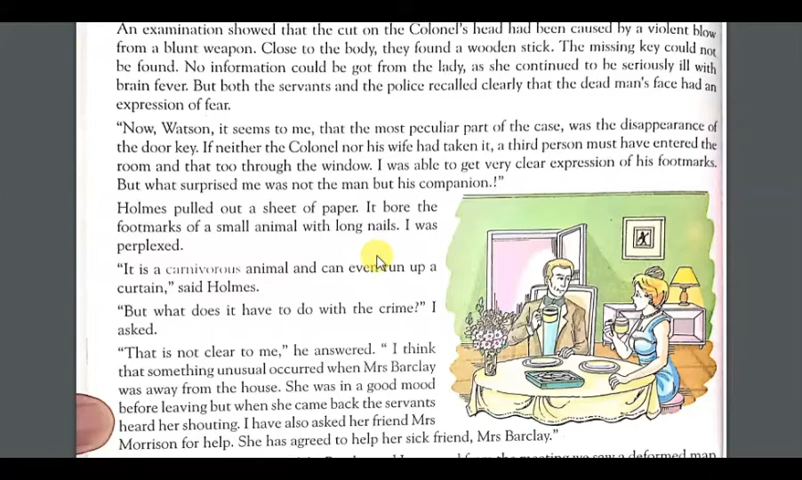 An examination showed that the cut on the Colonel's head had been caused by a violent blow
from a blunt weapon. Close to the body, they found a wooden stick. The missing key could not
be found. No information could be got from the lady, as she continued to be seriously ill with
brain fever. But both the servants and the police recalled clearly that the dead man's face had an
expression of fear.
"Now, Watson, it seems to me, that the most peculiar part of the case, was the disappearance of
the door key. If neither the Colonel nor his wife had taken it, a third person must have entered the
room and that too through the window. I was able to get very clear expression of his footmarks.
But what surprised me was not the man but his companion.!"
Holmes pulled out a sheet of paper. It bore the
footmarks of a small animal with long nails. I was
perplexed.
"It is a carnivorous animal and can even run up a
curtain," said Holmes.
"But what does it have to do with the crime?" I
asked.
"That is not clear to me," he answered. " I think
that something unusual occurred when Mrs Barclay
was away from the house. She was in a good mood
before leaving but when she came back the servants
heard her shouting. I have also asked her friend Mrs
Morrison for help. She has agreed to help her sick friend, Mrs Barclay."
from the meeting we saw a deformed man